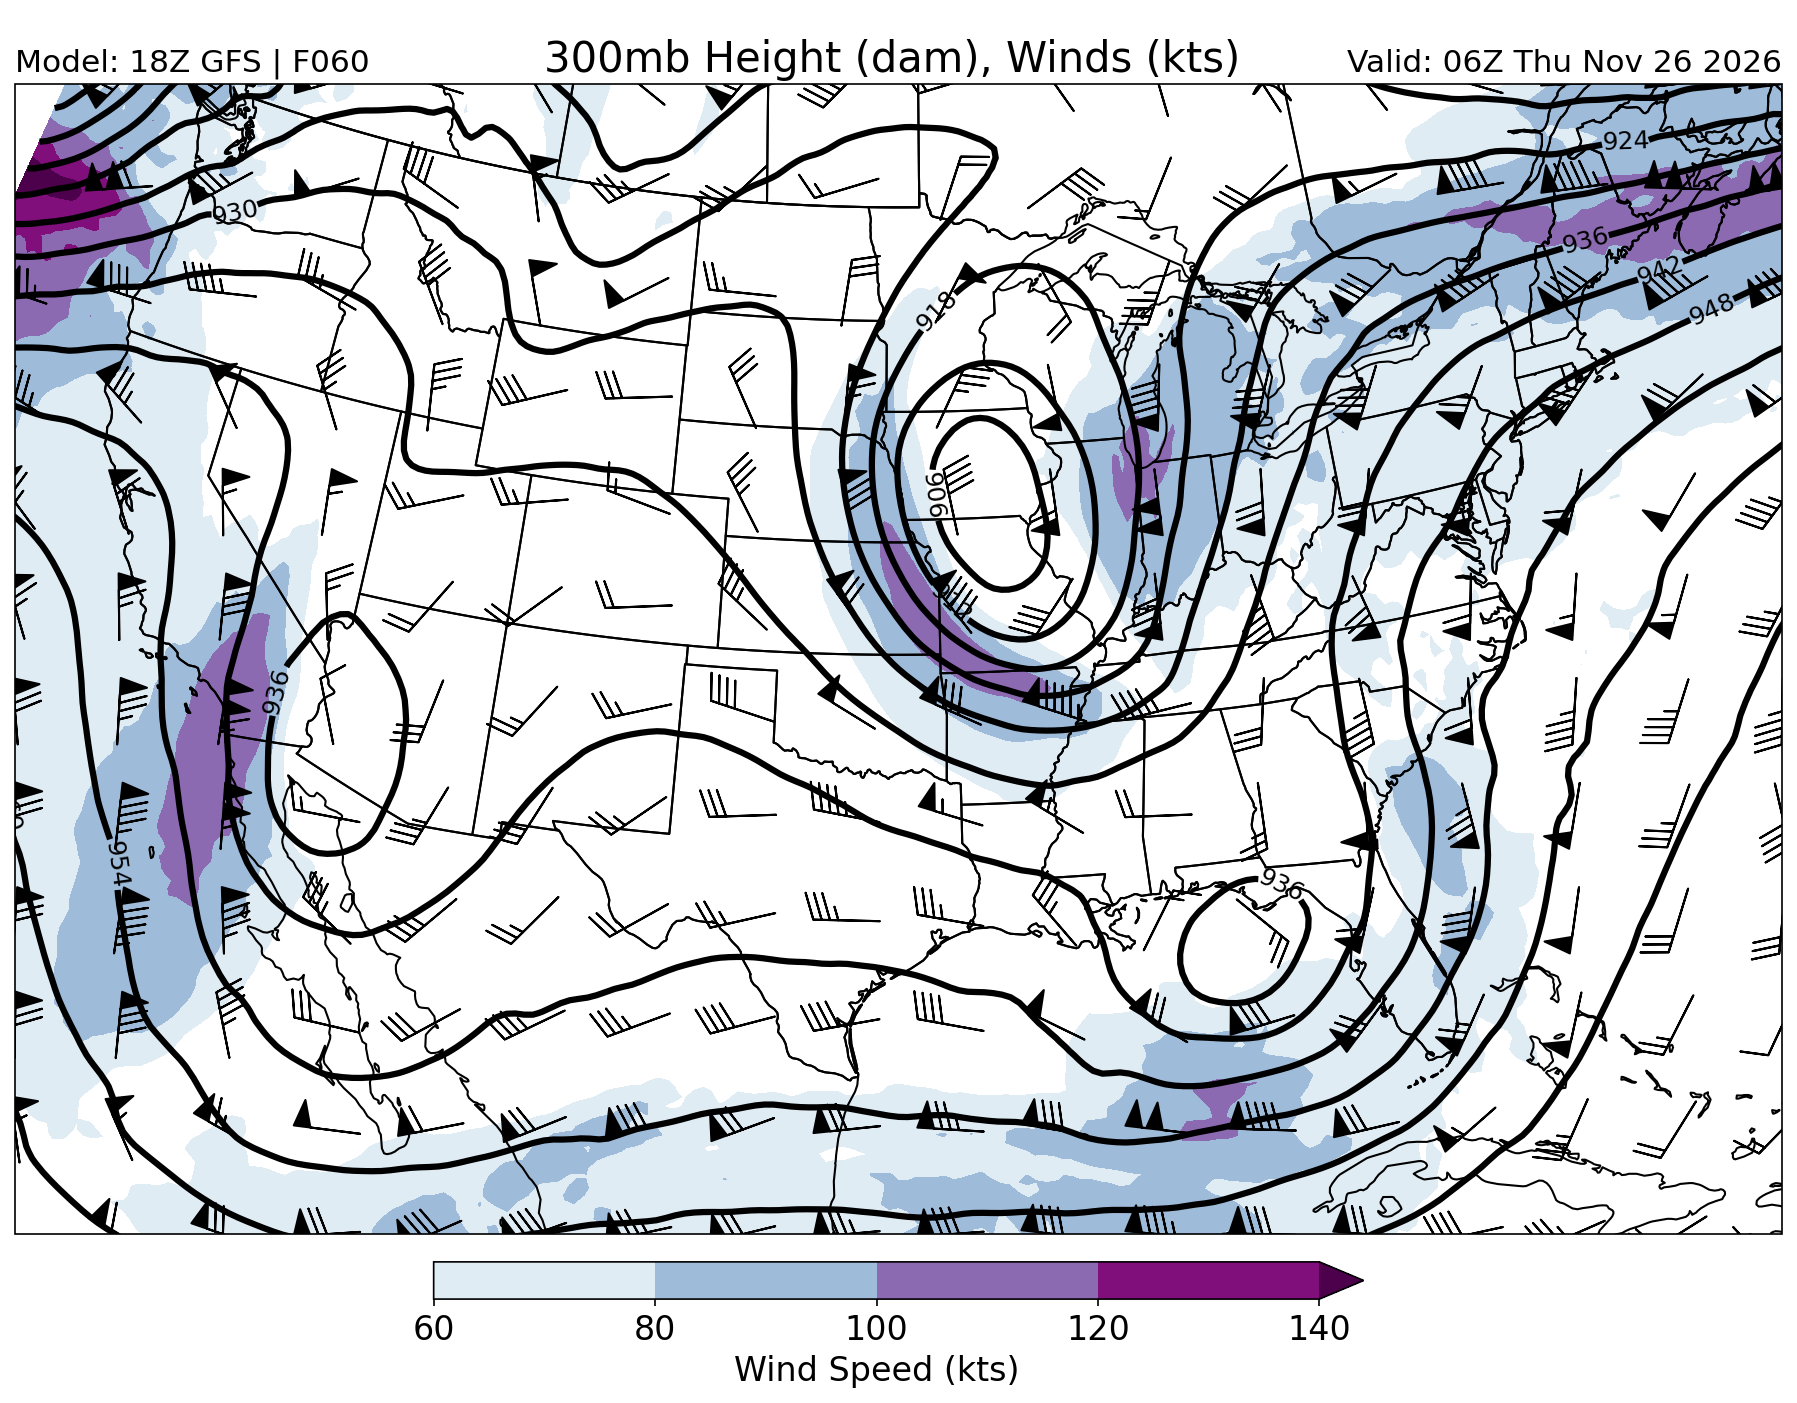 Model: 18Z GFS | F060
300mb Height (dam), Winds (kts)
Valid: 06Z Thu Nov 26 2026
924
930
936
942
918
948
906
912
936
954
936
60 80 100 120 140
Wind Speed (kts)